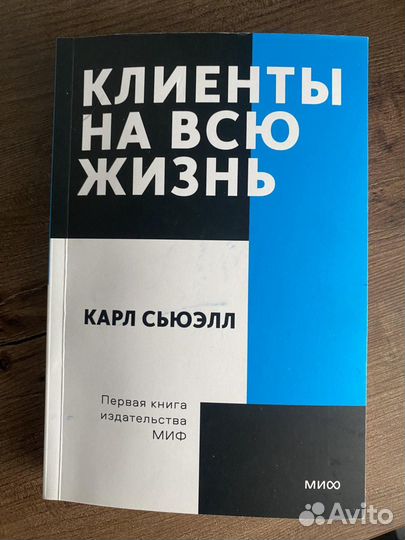 КЛИЕНТЫ
НА ВСЮ
ЖИЗНЬ
КАРЛ СЬЮЭЛЛ
Первая книга
издательства
МИФ
МИФ
Avito